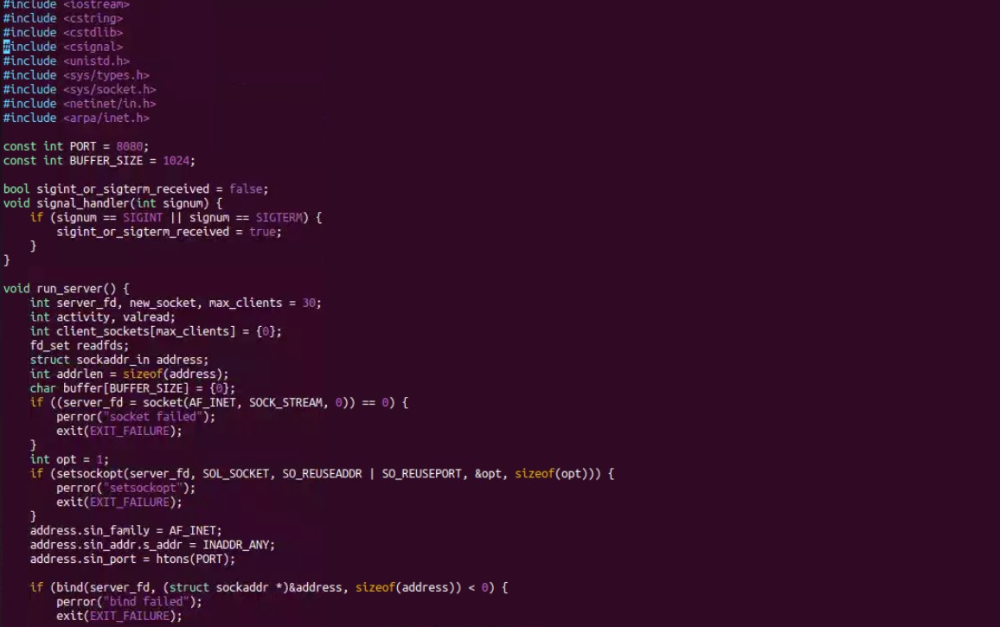 #include <iostream>
#include <cstring>
#include <cstdlib>
#include <csignal>
#include <unistd.h>
#include <sys/types.h>
#include <sys/socket.h>
#include <netinet/in.h>
#include <arpa/inet.h>

const int PORT = 8080;
const int BUFFER_SIZE = 1024;

bool sigint_or_sigterm_received = false;
void signal_handler(int signum) {
    if (signum == SIGINT || signum == SIGTERM) {
        sigint_or_sigterm_received = true;
    }
}

void run_server() {
    int server_fd, new_socket, max_clients = 30;
    int activity, valread;
    int client_sockets[max_clients] = {0};
    fd_set readfds;
    struct sockaddr_in address;
    int addrlen = sizeof(address);
    char buffer[BUFFER_SIZE] = {0};
    if ((server_fd = socket(AF_INET, SOCK_STREAM, 0)) == 0) {
        perror("socket failed");
        exit(EXIT_FAILURE);
    }
    int opt = 1;
    if (setsockopt(server_fd, SOL_SOCKET, SO_REUSEADDR | SO_REUSEPORT, &opt, sizeof(opt))) {
        perror("setsockopt");
        exit(EXIT_FAILURE);
    }
    address.sin_family = AF_INET;
    address.sin_addr.s_addr = INADDR_ANY;
    address.sin_port = htons(PORT);

    if (bind(server_fd, (struct sockaddr *)&address, sizeof(address)) < 0) {
        perror("bind failed");
        exit(EXIT_FAILURE);